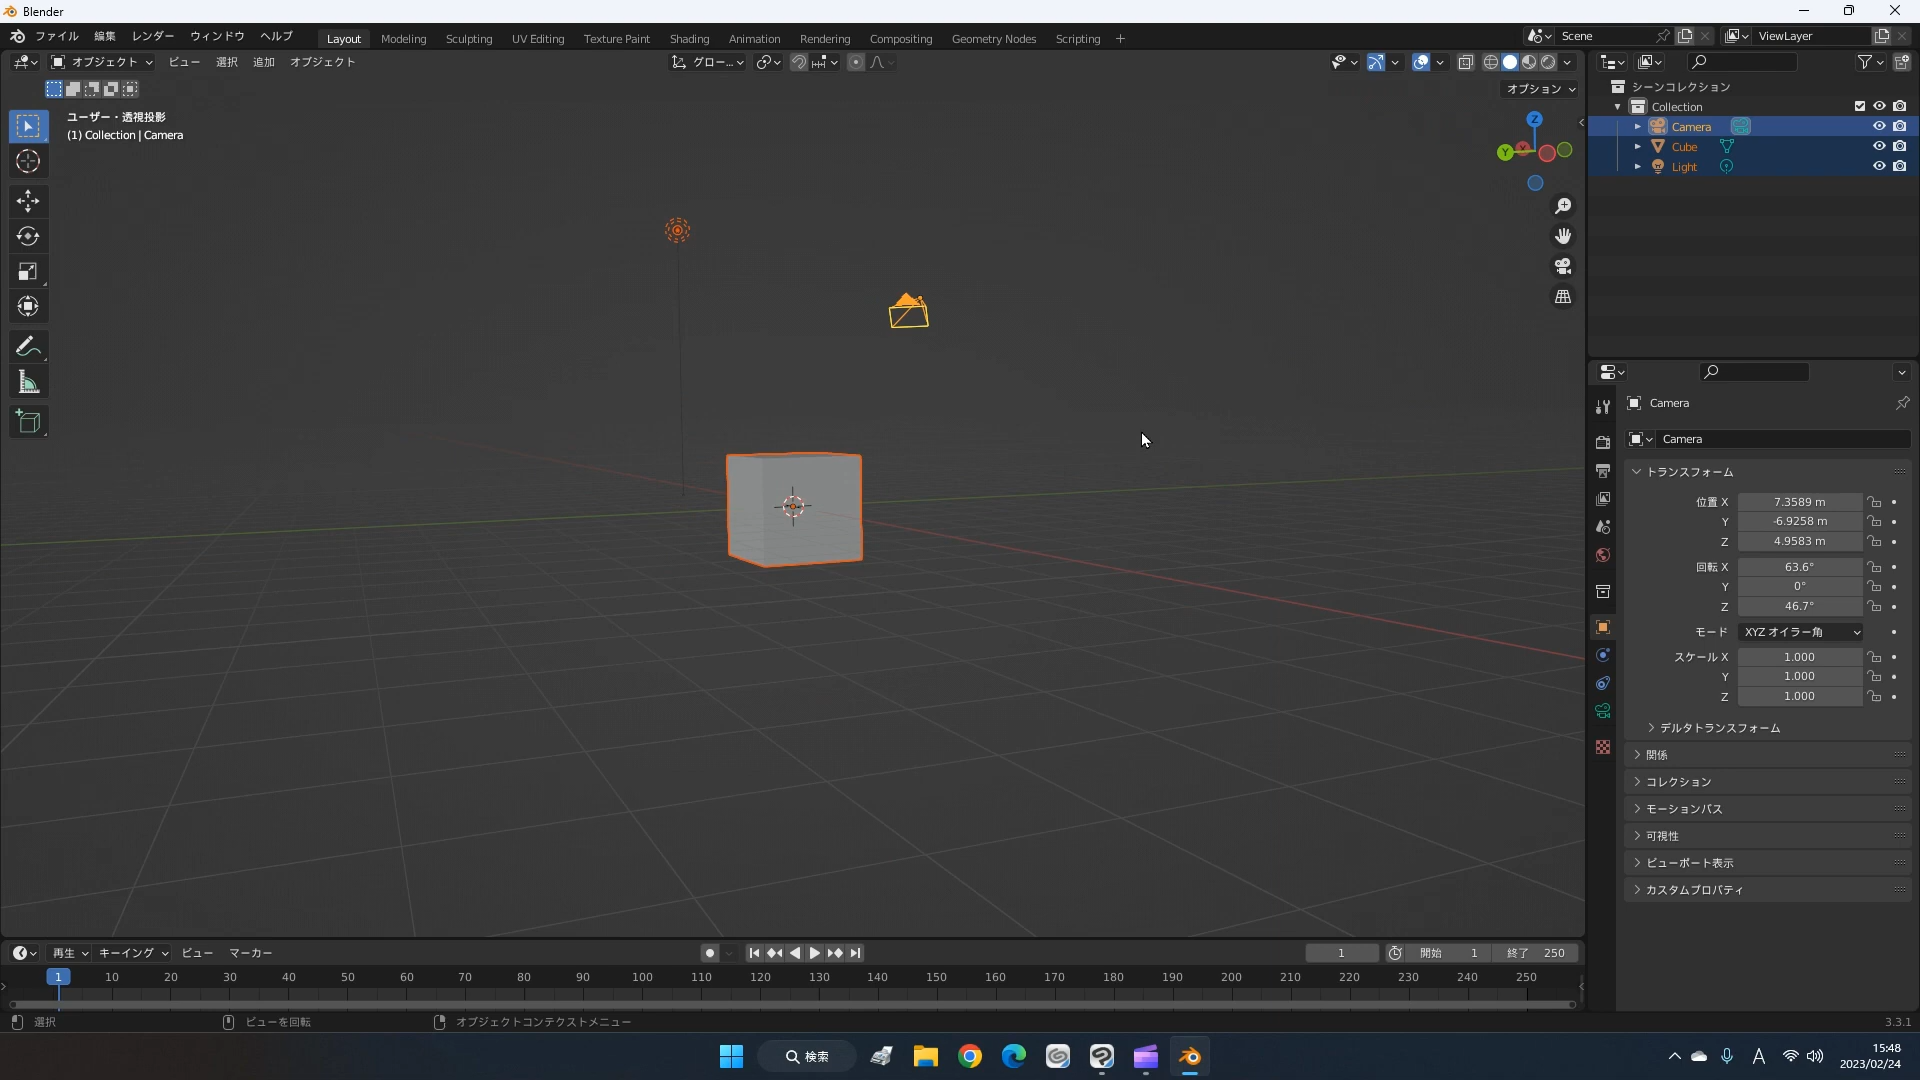 Blender
ファイル 編集 レンダー ウィンドウ ヘルプ Layout Modeling Sculpting UV Editing Texture Paint Shading Animation Rendering Compositing Geometry Nodes Scripting + Scene ViewLayer
オブジェクト ビュー 選択 追加 オブジェクト グロー...
オプション
ユーザー・透視投影
(1) Collection | Camera
Z
Y
X
シーンコレクション
Collection
Camera
Cube
Light
Camera
Camera
トランスフォーム
位置 X 7.3589 m
Y -6.9258 m
Z 4.9583 m
回転 X 63.6°
Y 0°
Z 46.7°
モード XYZ オイラー角
スケール X 1.000
Y 1.000
Z 1.000
デルタトランスフォーム
関係
コレクション
モーションパス
可視性
ビューポート表示
カスタムプロパティ
再生 キーイング ビュー マーカー 1 開始 1 終了 250
1 10 20 30 40 50 60 70 80 90 100 110 120 130 140 150 160 170 180 190 200 210 220 230 240 250
選択 ビューを回転 オブジェクトコンテクストメニュー 3.3.1
検索 A 15:48
2023/02/24